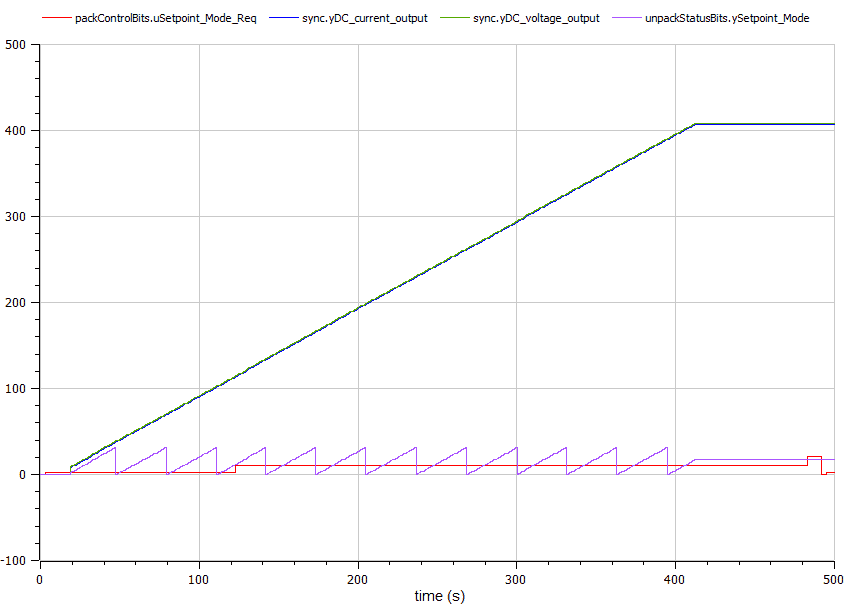 packControlBits.uSetpoint_Mode_Req sync.yDC_current_output sync.yDC_voltage_output unpackStatusBits.ySetpoint_Mode
500
400
300
200
100
0
-100
0 100 200 300 400 500
time (s)